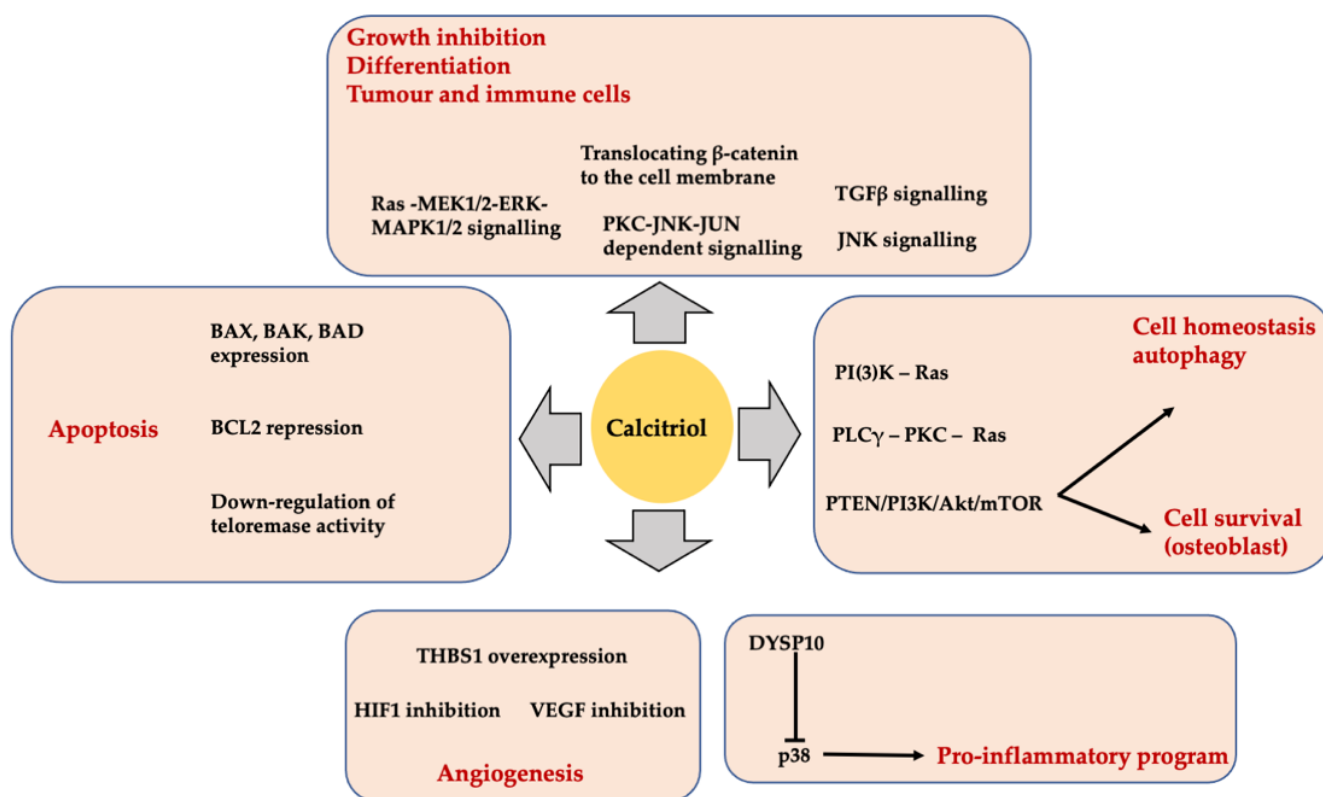 Growth inhibition
Differentiation
Tumour and immune cells
Translocating β-catenin
to the cell membrane
Ras -MEK1/2-ERK-
MAPK1/2 signalling
PKC-JNK-JUN
dependent signalling
TGFβ signalling
JNK signalling
BAX, BAK, BAD
expression
Apoptosis
BCL2 repression
Down-regulation of
teloremase activity
Calcitriol
Cell homeostasis
autophagy
PI(3)K – Ras
PLCγ – PKC – Ras
PTEN/PI3K/Akt/mTOR
Cell survival
(osteoblast)
THBS1 overexpression
HIF1 inhibition
VEGF inhibition
Angiogenesis
DYSP10
p38
Pro-inflammatory program